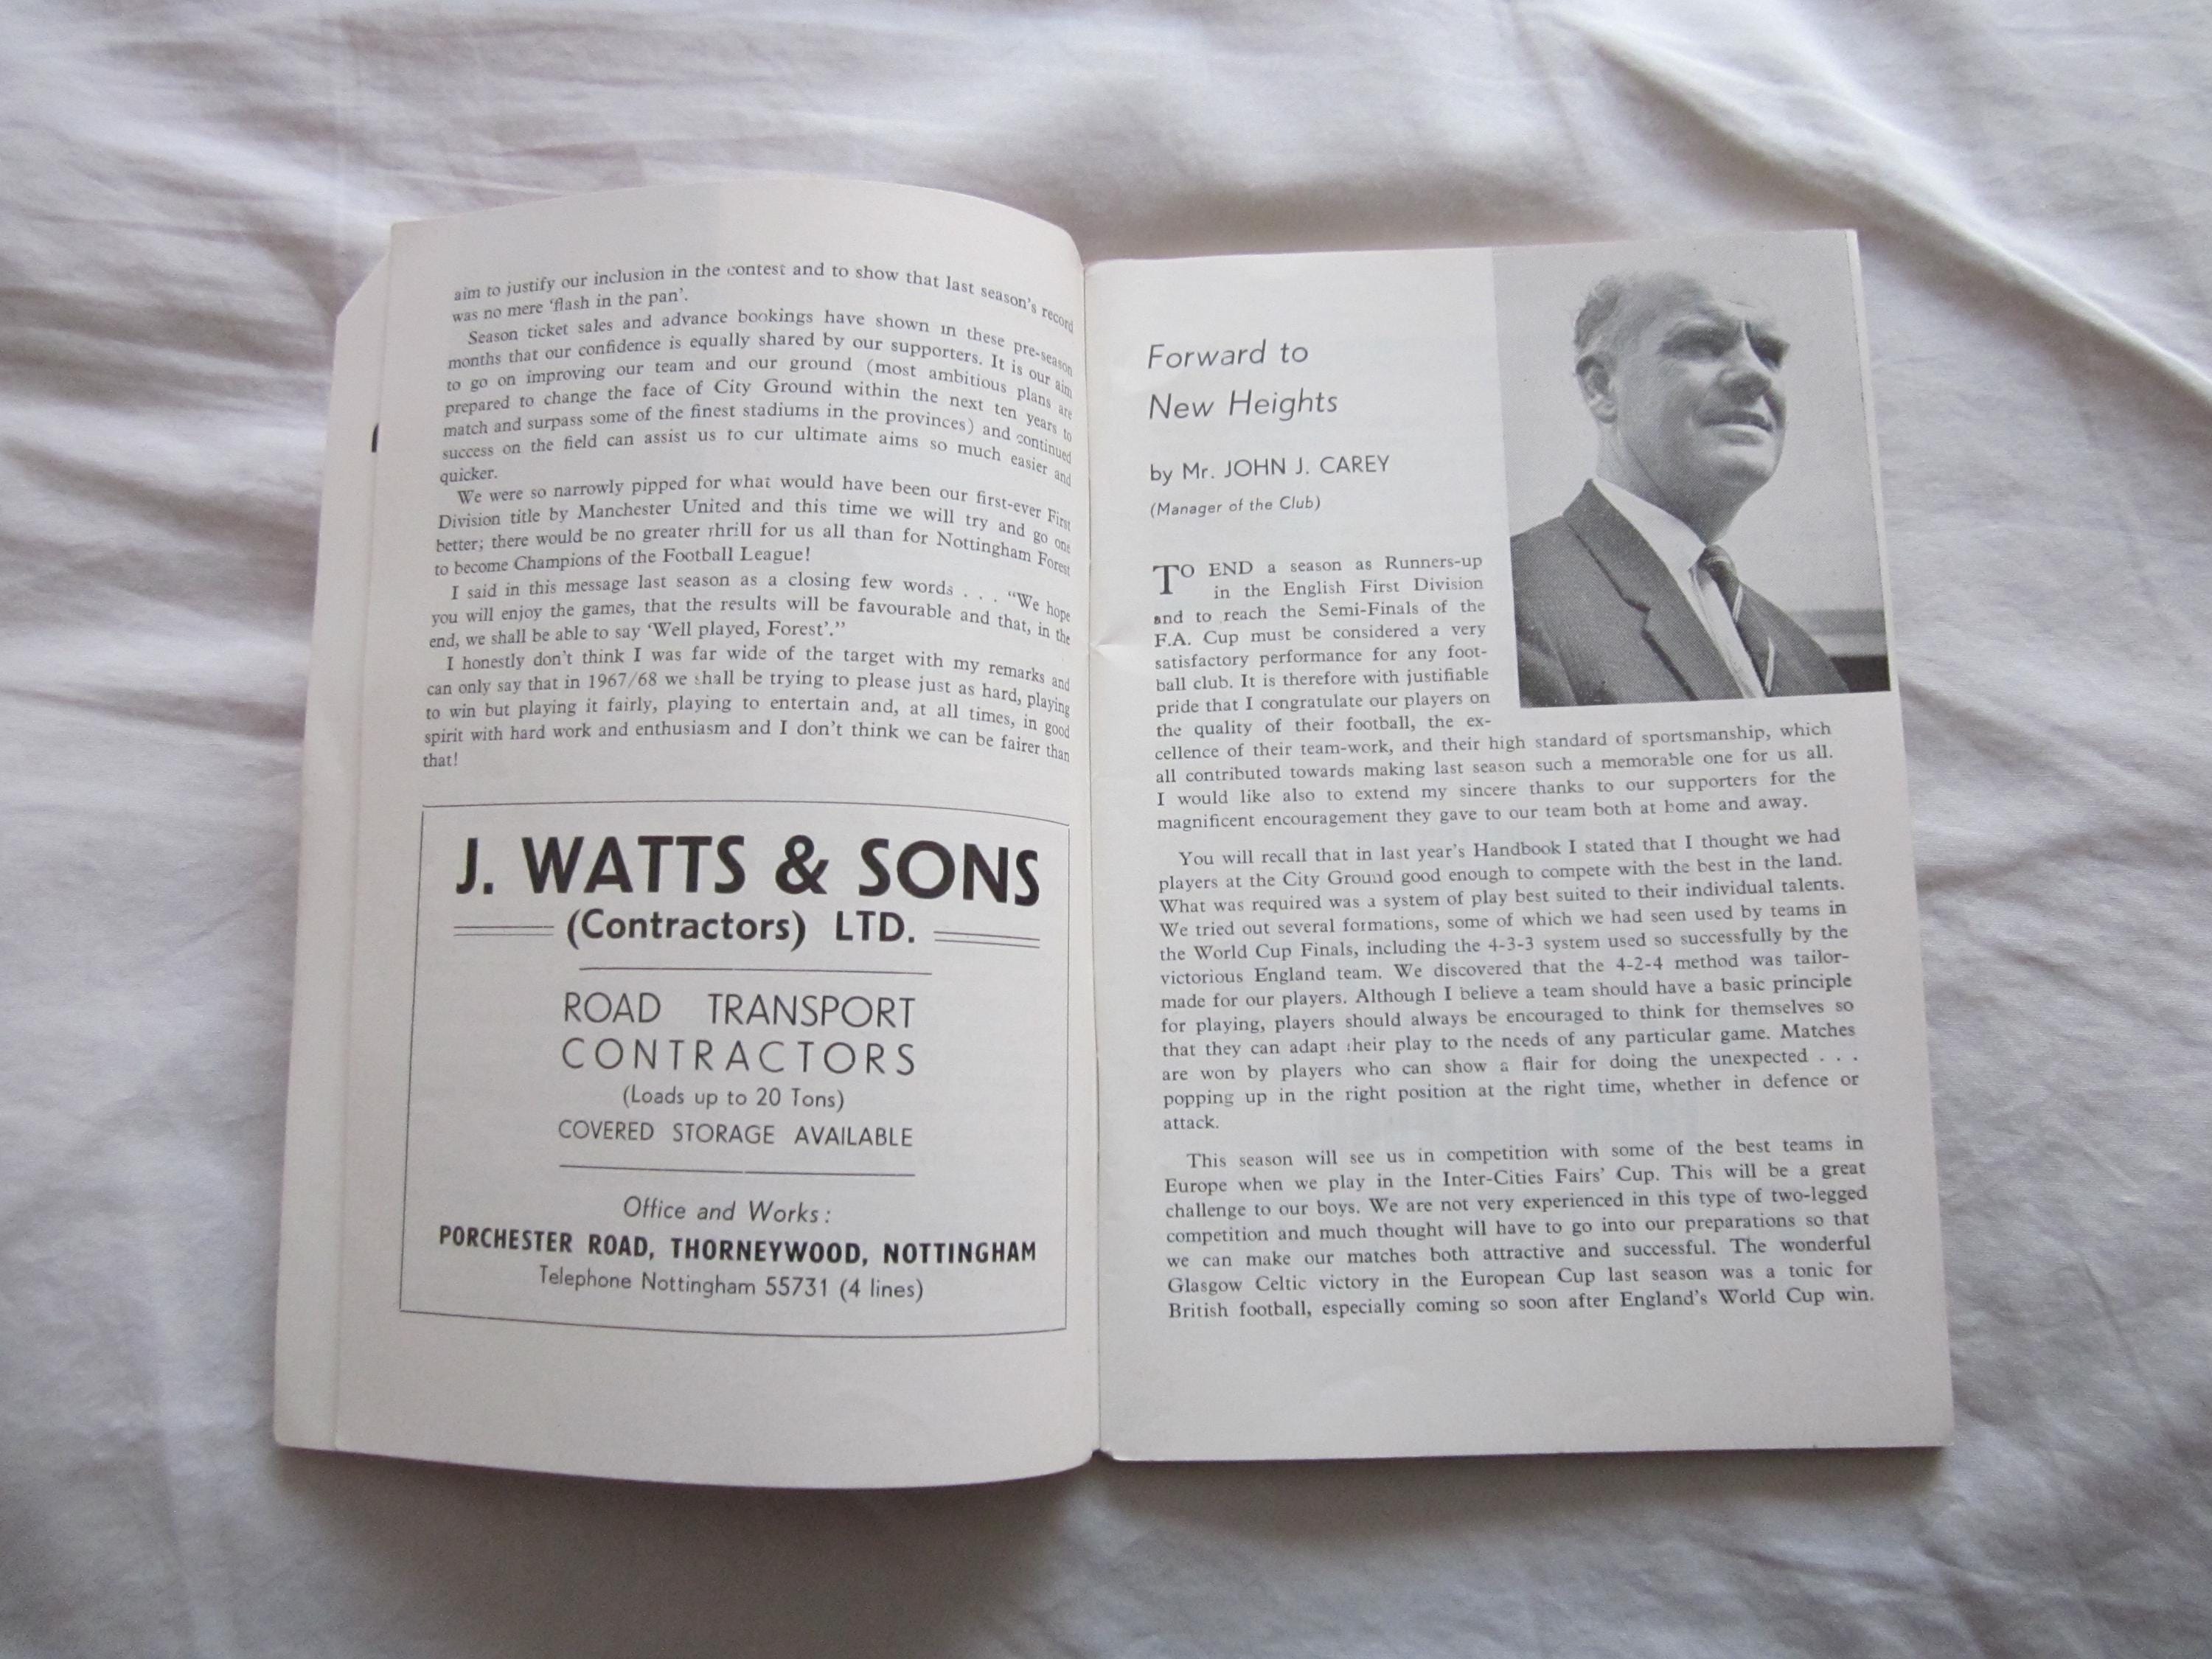 aim to justify our inclusion in the contest and to show that last season's record
was no mere 'flash in the pan'.
Season ticket sales and advance bookings have shown in these pre-season
months that our confidence is equally shared by our supporters. It is our aim
to go on improving our team and our ground (most ambitious plans are
prepared to change the face of City Ground within the next ten years to
match and surpass some of the finest stadiums in the provinces) and continued
success on the field can assist us to cur ultimate aims so much easier and
quicker.
We were so narrowly pipped for what would have been our first-ever First
Division title by Manchester United and this time we will try and go one
better; there would be no greater thrill for us all than for Nottingham Forest
to become Champions of the Football League!
I said in this message last season as a closing few words . . . "We hope
you will enjoy the games, that the results will be favourable and that, in the
end, we shall be able to say 'Well played, Forest'."
I honestly don't think I was far wide of the target with my remarks and
can only say that in 1967/68 we shall be trying to please just as hard, playing
to win but playing it fairly, playing to entertain and, at all times, in good
spirit with hard work and enthusiasm and I don't think we can be fairer than
that!
J. WATTS & SONS
(Contractors) LTD.
ROAD TRANSPORT
CONTRACTORS
(Loads up to 20 Tons)
COVERED STORAGE AVAILABLE
Office and Works:
PORCHESTER ROAD, THORNEYWOOD, NOTTINGHAM
Telephone Nottingham 55731 (4 lines)
Forward to
New Heights
by Mr. JOHN J. CAREY
(Manager of the Club)
TO END a season as Runners-up
in the English First Division
and to reach the Semi-Finals of the
F.A. Cup must be considered a very
satisfactory performance for any foot-
ball club. It is therefore with justifiable
pride that I congratulate our players on
the quality of their football, the ex-
cellence of their team-work, and their high standard of sportsmanship, which
all contributed towards making last season such a memorable one for us all.
I would like also to extend my sincere thanks to our supporters for the
magnificent encouragement they gave to our team both at home and away.
You will recall that in last year's Handbook I stated that I thought we had
players at the City Ground good enough to compete with the best in the land.
What was required was a system of play best suited to their individual talents.
We tried out several formations, some of which we had seen used by teams in
the World Cup Finals, including the 4-3-3 system used so successfully by the
victorious England team. We discovered that the 4-2-4 method was tailor-
made for our players. Although I believe a team should have a basic principle
for playing, players should always be encouraged to think for themselves so
that they can adapt their play to the needs of any particular game. Matches
are won by players who can show a flair for doing the unexpected . . .
popping up in the right position at the right time, whether in defence or
attack.
This season will see us in competition with some of the best teams in
Europe when we play in the Inter-Cities Fairs' Cup. This will be a great
challenge to our boys. We are not very experienced in this type of two-legged
competition and much thought will have to go into our preparations so that
we can make our matches both attractive and successful. The wonderful
Glasgow Celtic victory in the European Cup last season was a tonic for
British football, especially coming so soon after England's World Cup win.